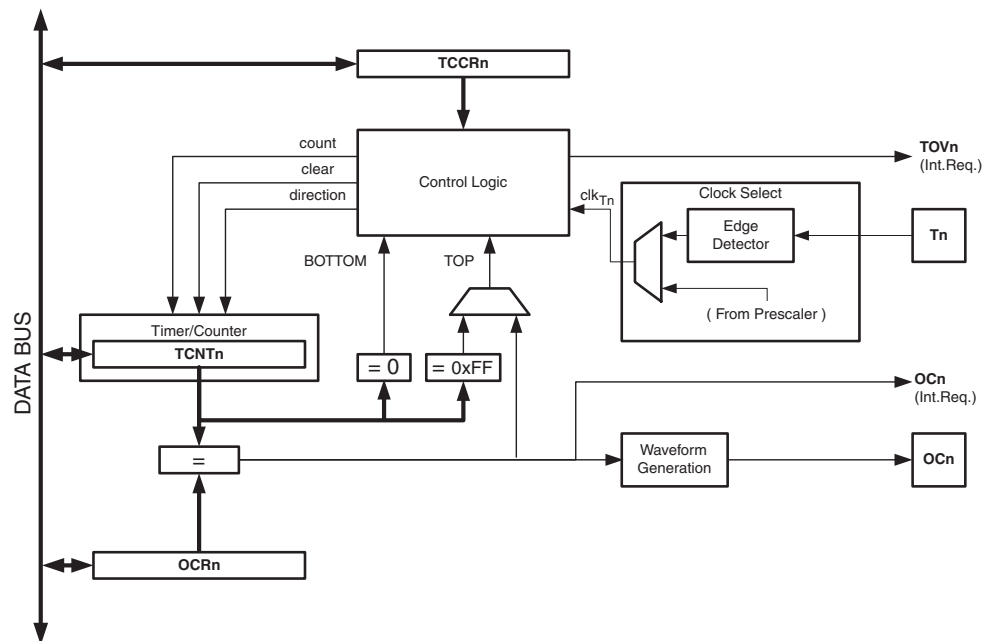 TCCRn
count
clear
direction
Control Logic
TOVn
(Int.Req.)
clkTn
Clock Select
Edge
Detector
Tn
( From Prescaler )
BOTTOM
TOP
Timer/Counter
TCNTn
= 0
= 0xFF
DATA BUS
OCn
(Int.Req.)
=
Waveform
Generation
OCn
OCRn